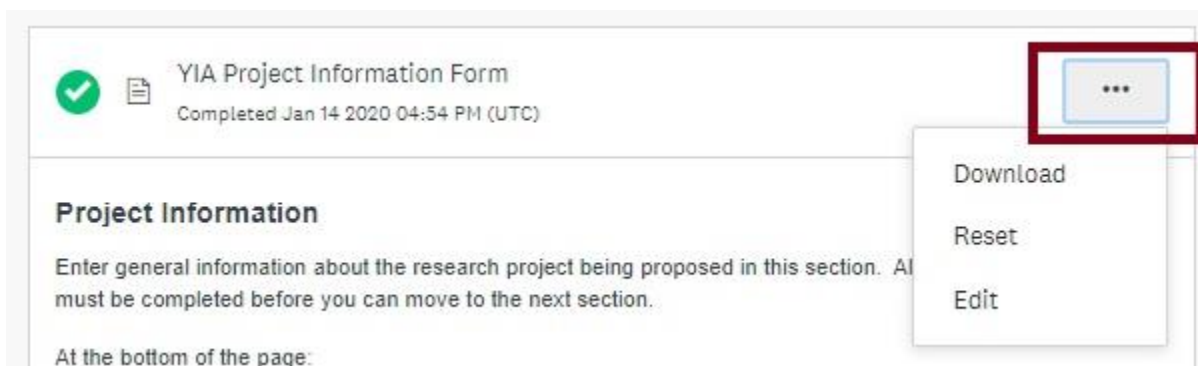 YIA Project Information Form
Completed Jan 14 2020 04:54 PM (UTC)
...
Download
Reset
Edit
Project Information
Enter general information about the research project being proposed in this section. Al
must be completed before you can move to the next section.
At the bottom of the page: